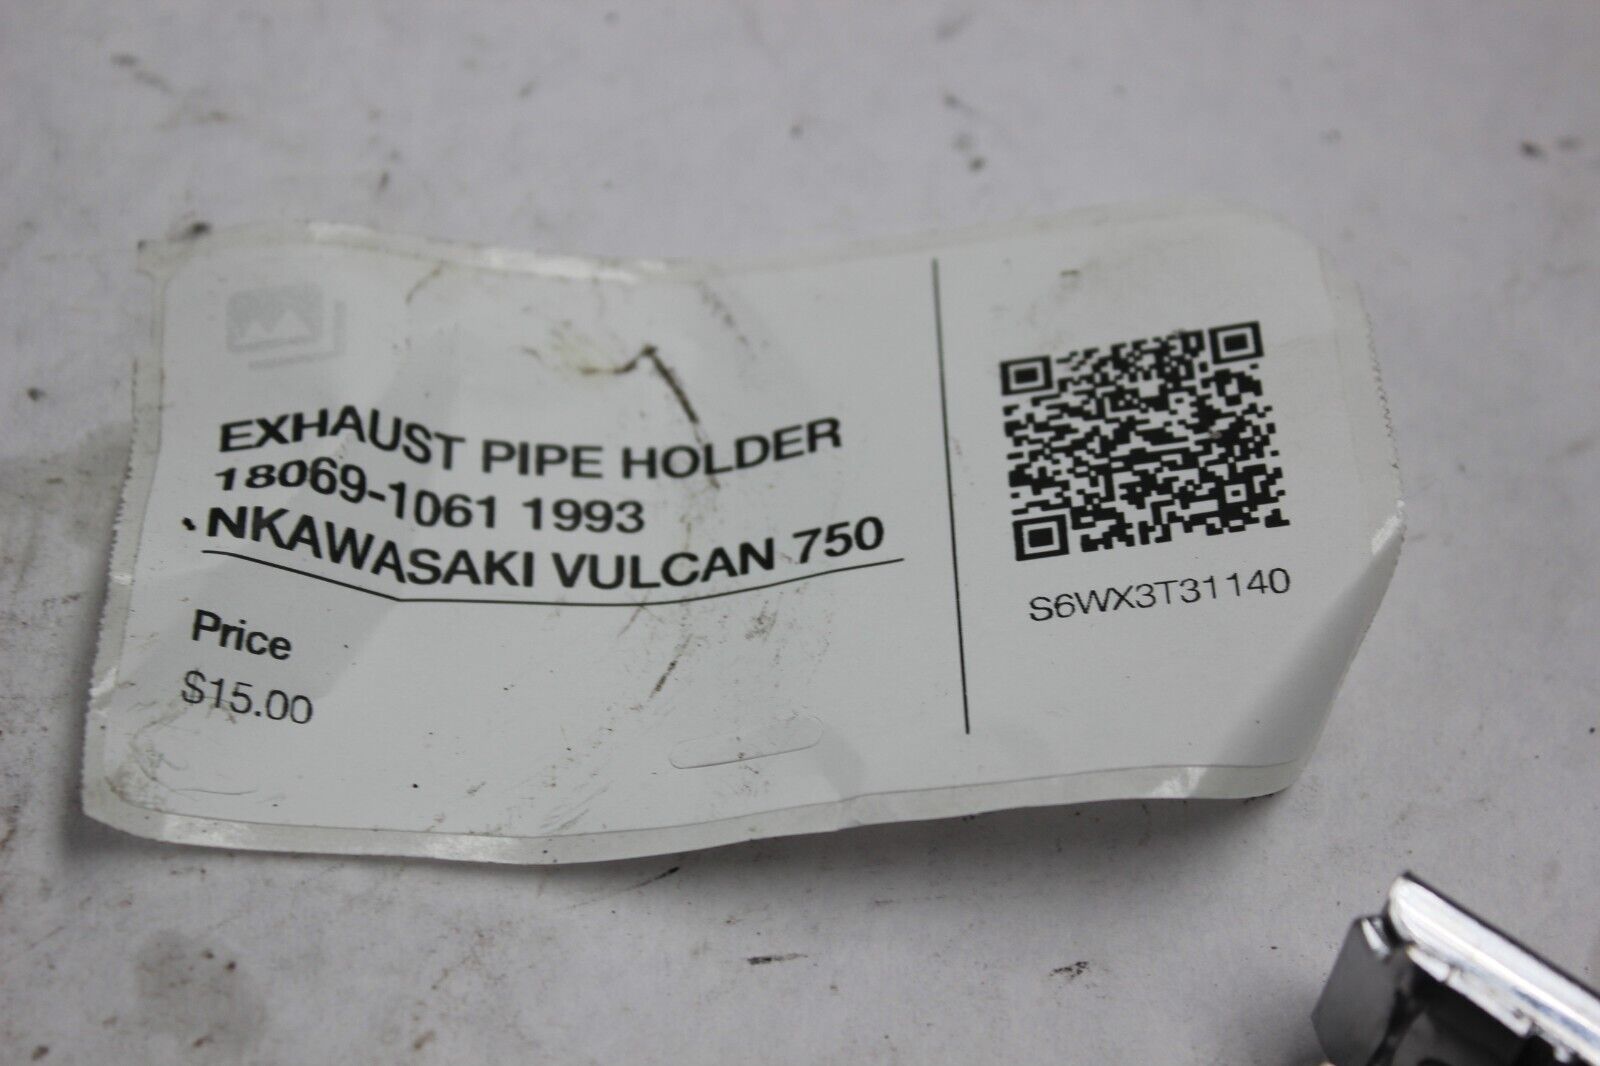 EXHAUST PIPE HOLDER
18069-1061 1993
NKAWASAKI VULCAN 750
Price
$15.00
S6WX3T31140